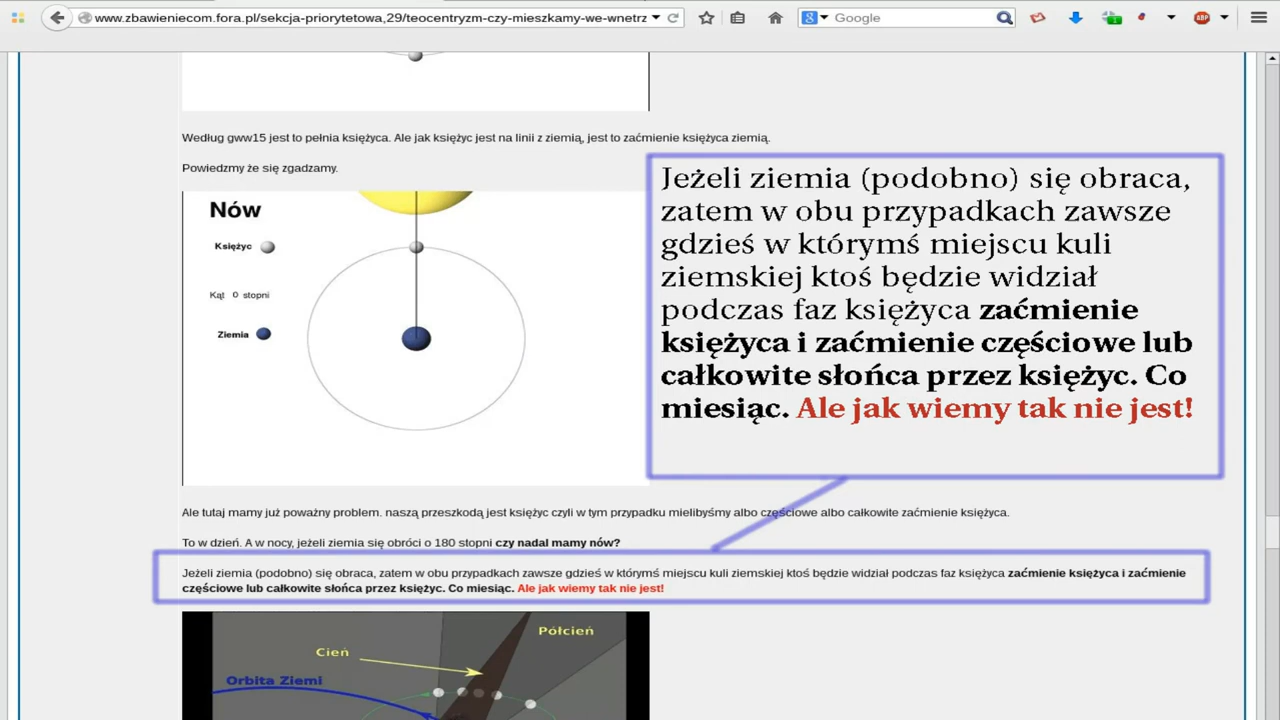 www.zbawieniecom.fora.pl/sekcja-priorytetowa,29/teocentryzm-czy-mieszkamy-we-wnetrz
Google
Według gww15 jest to pełnia księżyca. Ale jak księżyc jest na linii z ziemią, jest to zaćmienie księżyca ziemią.
Powiedzmy że się zgadzamy.
Nów
Księżyc
Kąt 0 stopni
Ziemia
Jeżeli ziemia (podobno) się obraca,
zatem w obu przypadkach zawsze
gdzieś w którymś miejscu kuli
ziemskiej ktoś będzie widział
podczas faz księżyca zaćmienie
księżyca i zaćmienie częściowe lub
całkowite słońca przez księżyc. Co
miesiąc. Ale jak wiemy tak nie jest!
Ale tutaj mamy już poważny problem. naszą przeszkodą jest księżyc czyli w tym przypadku mielibyśmy albo częściowe albo całkowite zaćmienie księżyca.
To w dzień. A w nocy, jeżeli ziemia się obróci o 180 stopni czy nadal mamy nów?
Jeżeli ziemia (podobno) się obraca, zatem w obu przypadkach zawsze gdzieś w którymś miejscu kuli ziemskiej ktoś będzie widział podczas faz księżyca zaćmienie księżyca i zaćmienie
częściowe lub całkowite słońca przez księżyc. Co miesiąc. Ale jak wiemy tak nie jest!
Półcień
Cień
Orbita Ziemi